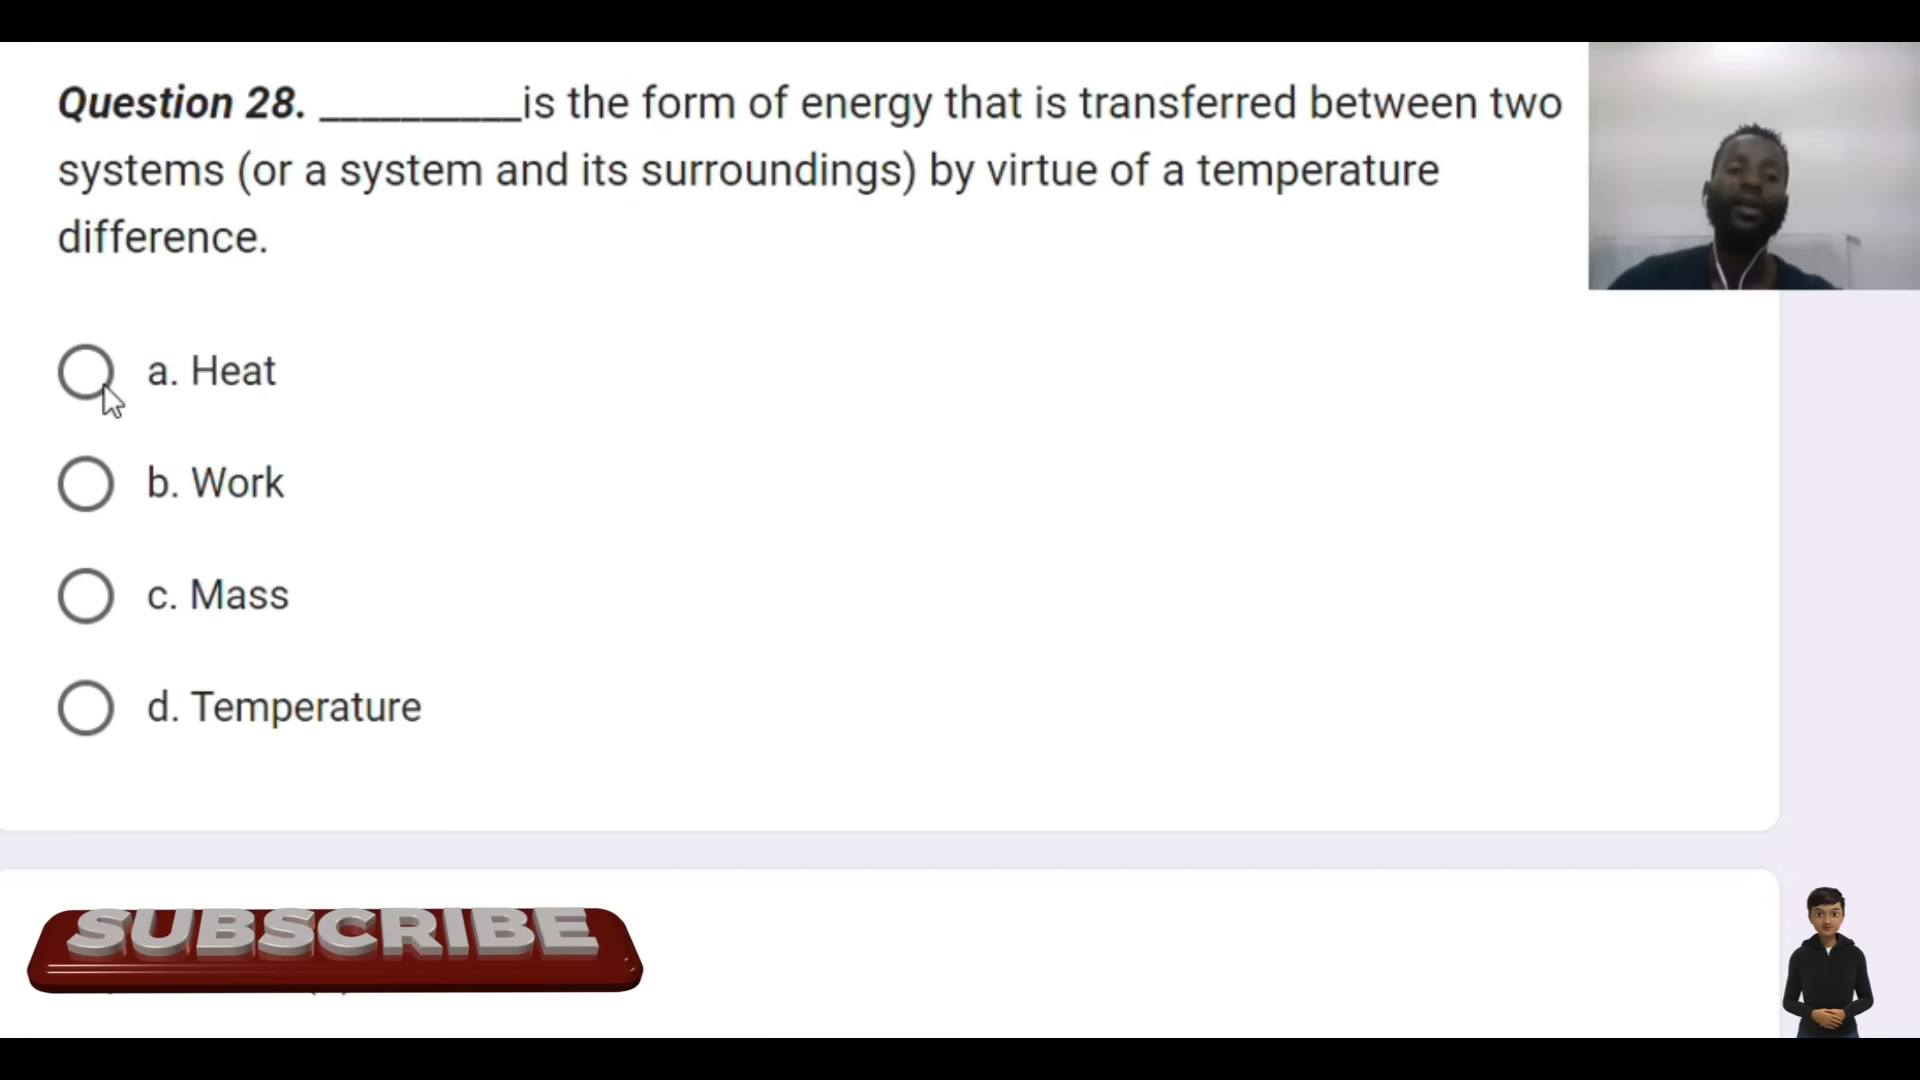 Question 28. __________is the form of energy that is transferred between two
systems (or a system and its surroundings) by virtue of a temperature
difference.
a. Heat
b. Work
c. Mass
d. Temperature
SUBSCRIBE